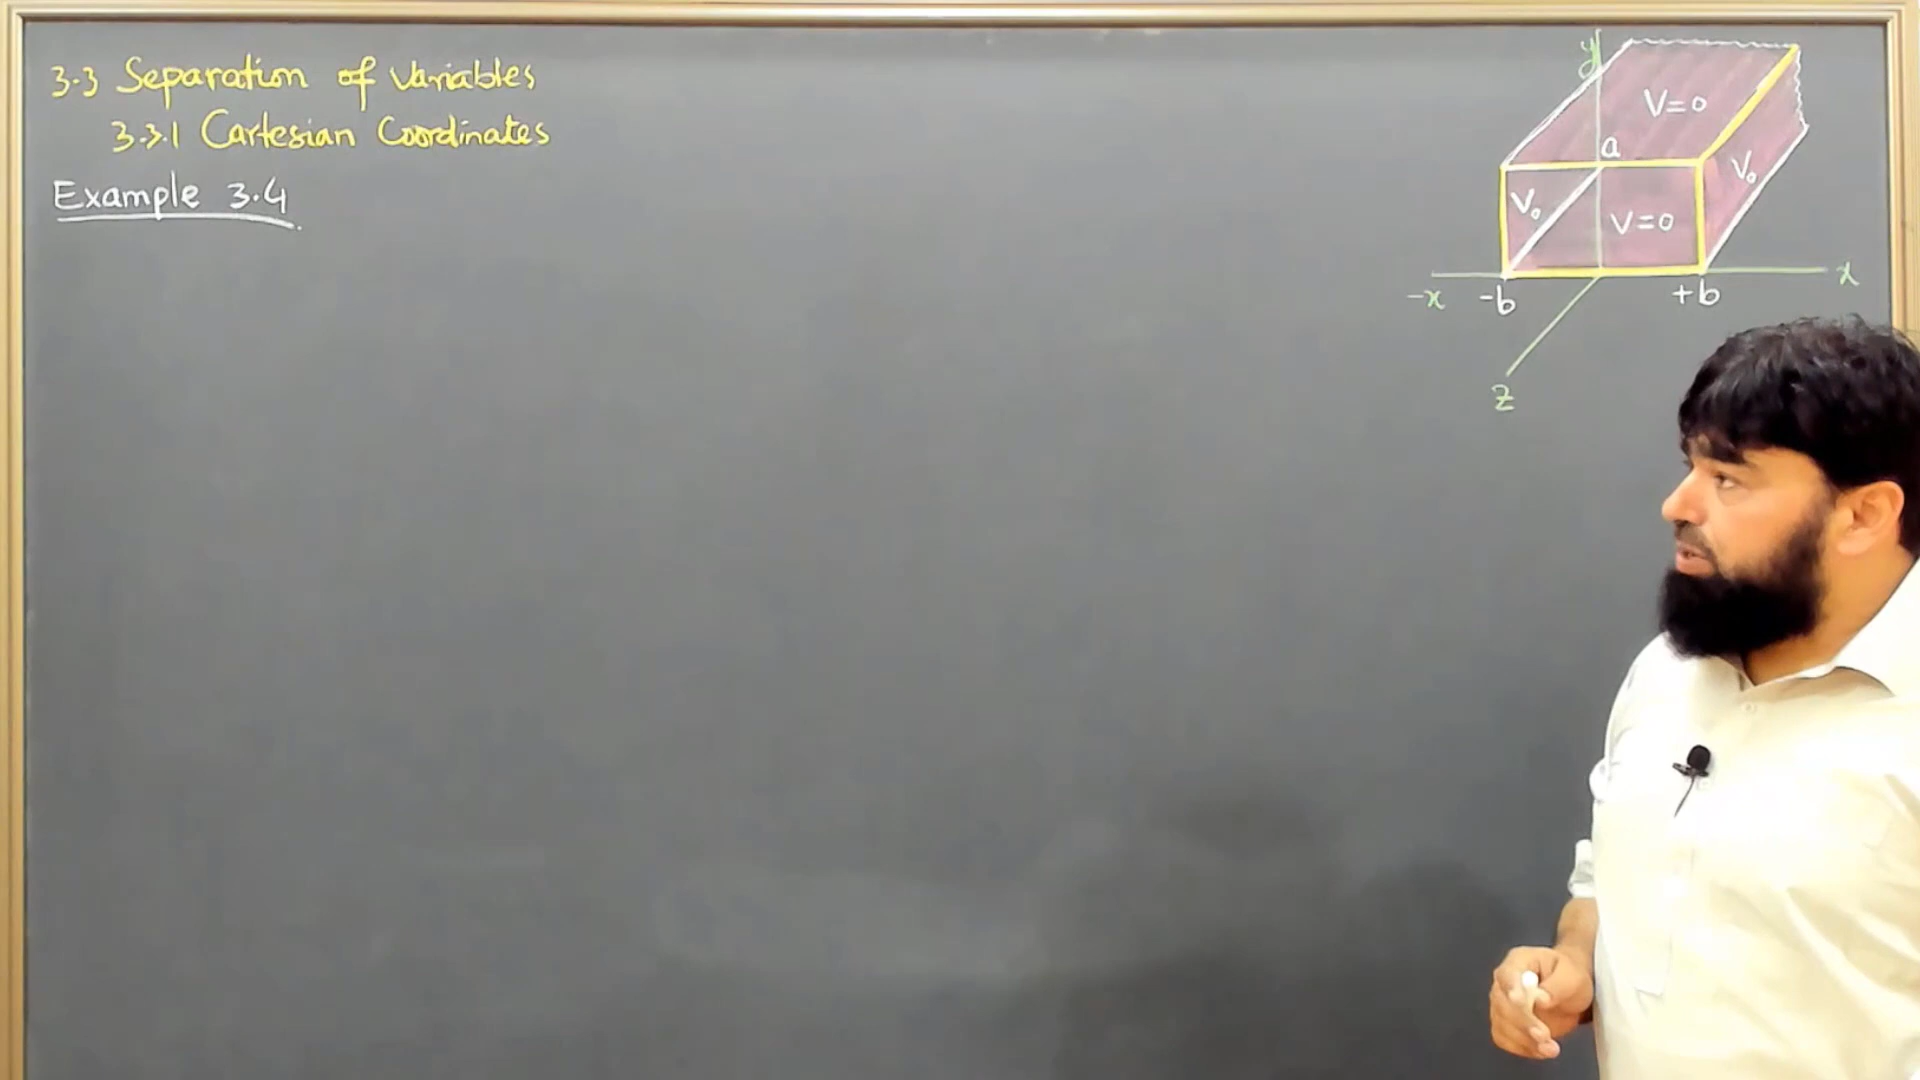 3.3 Separation of Variables
3.3.1 Cartesian Coordinates
Example 3.4
y
V=0
a
V₀
V₀
V=0
x
-x
-b
+b
z